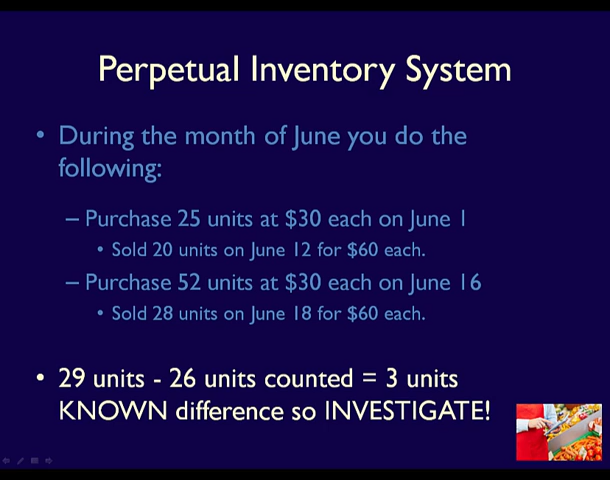 Perpetual Inventory System
• During the month of June you do the
following:
– Purchase 25 units at $30 each on June 1
• Sold 20 units on June 12 for $60 each.
– Purchase 52 units at $30 each on June 16
• Sold 28 units on June 18 for $60 each.
• 29 units - 26 units counted = 3 units
KNOWN difference so INVESTIGATE!